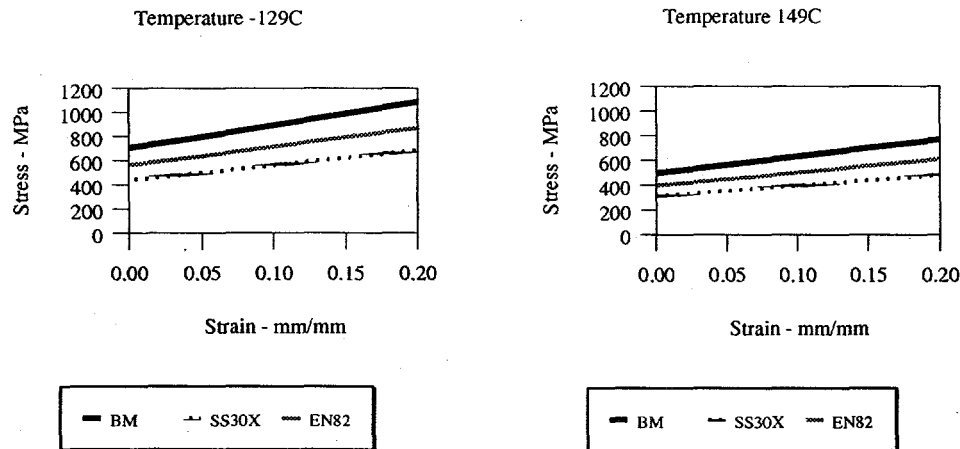 Temperature -129C
Stress - MPa
1200
1000
800
600
400
200
0
0.00 0.05 0.10 0.15 0.20
Strain - mm/mm
BM SS30X EN82
Temperature 149C
Stress - MPa
1200
1000
800
600
400
200
0
0.00 0.05 0.10 0.15 0.20
Strain - mm/mm
BM SS30X EN82